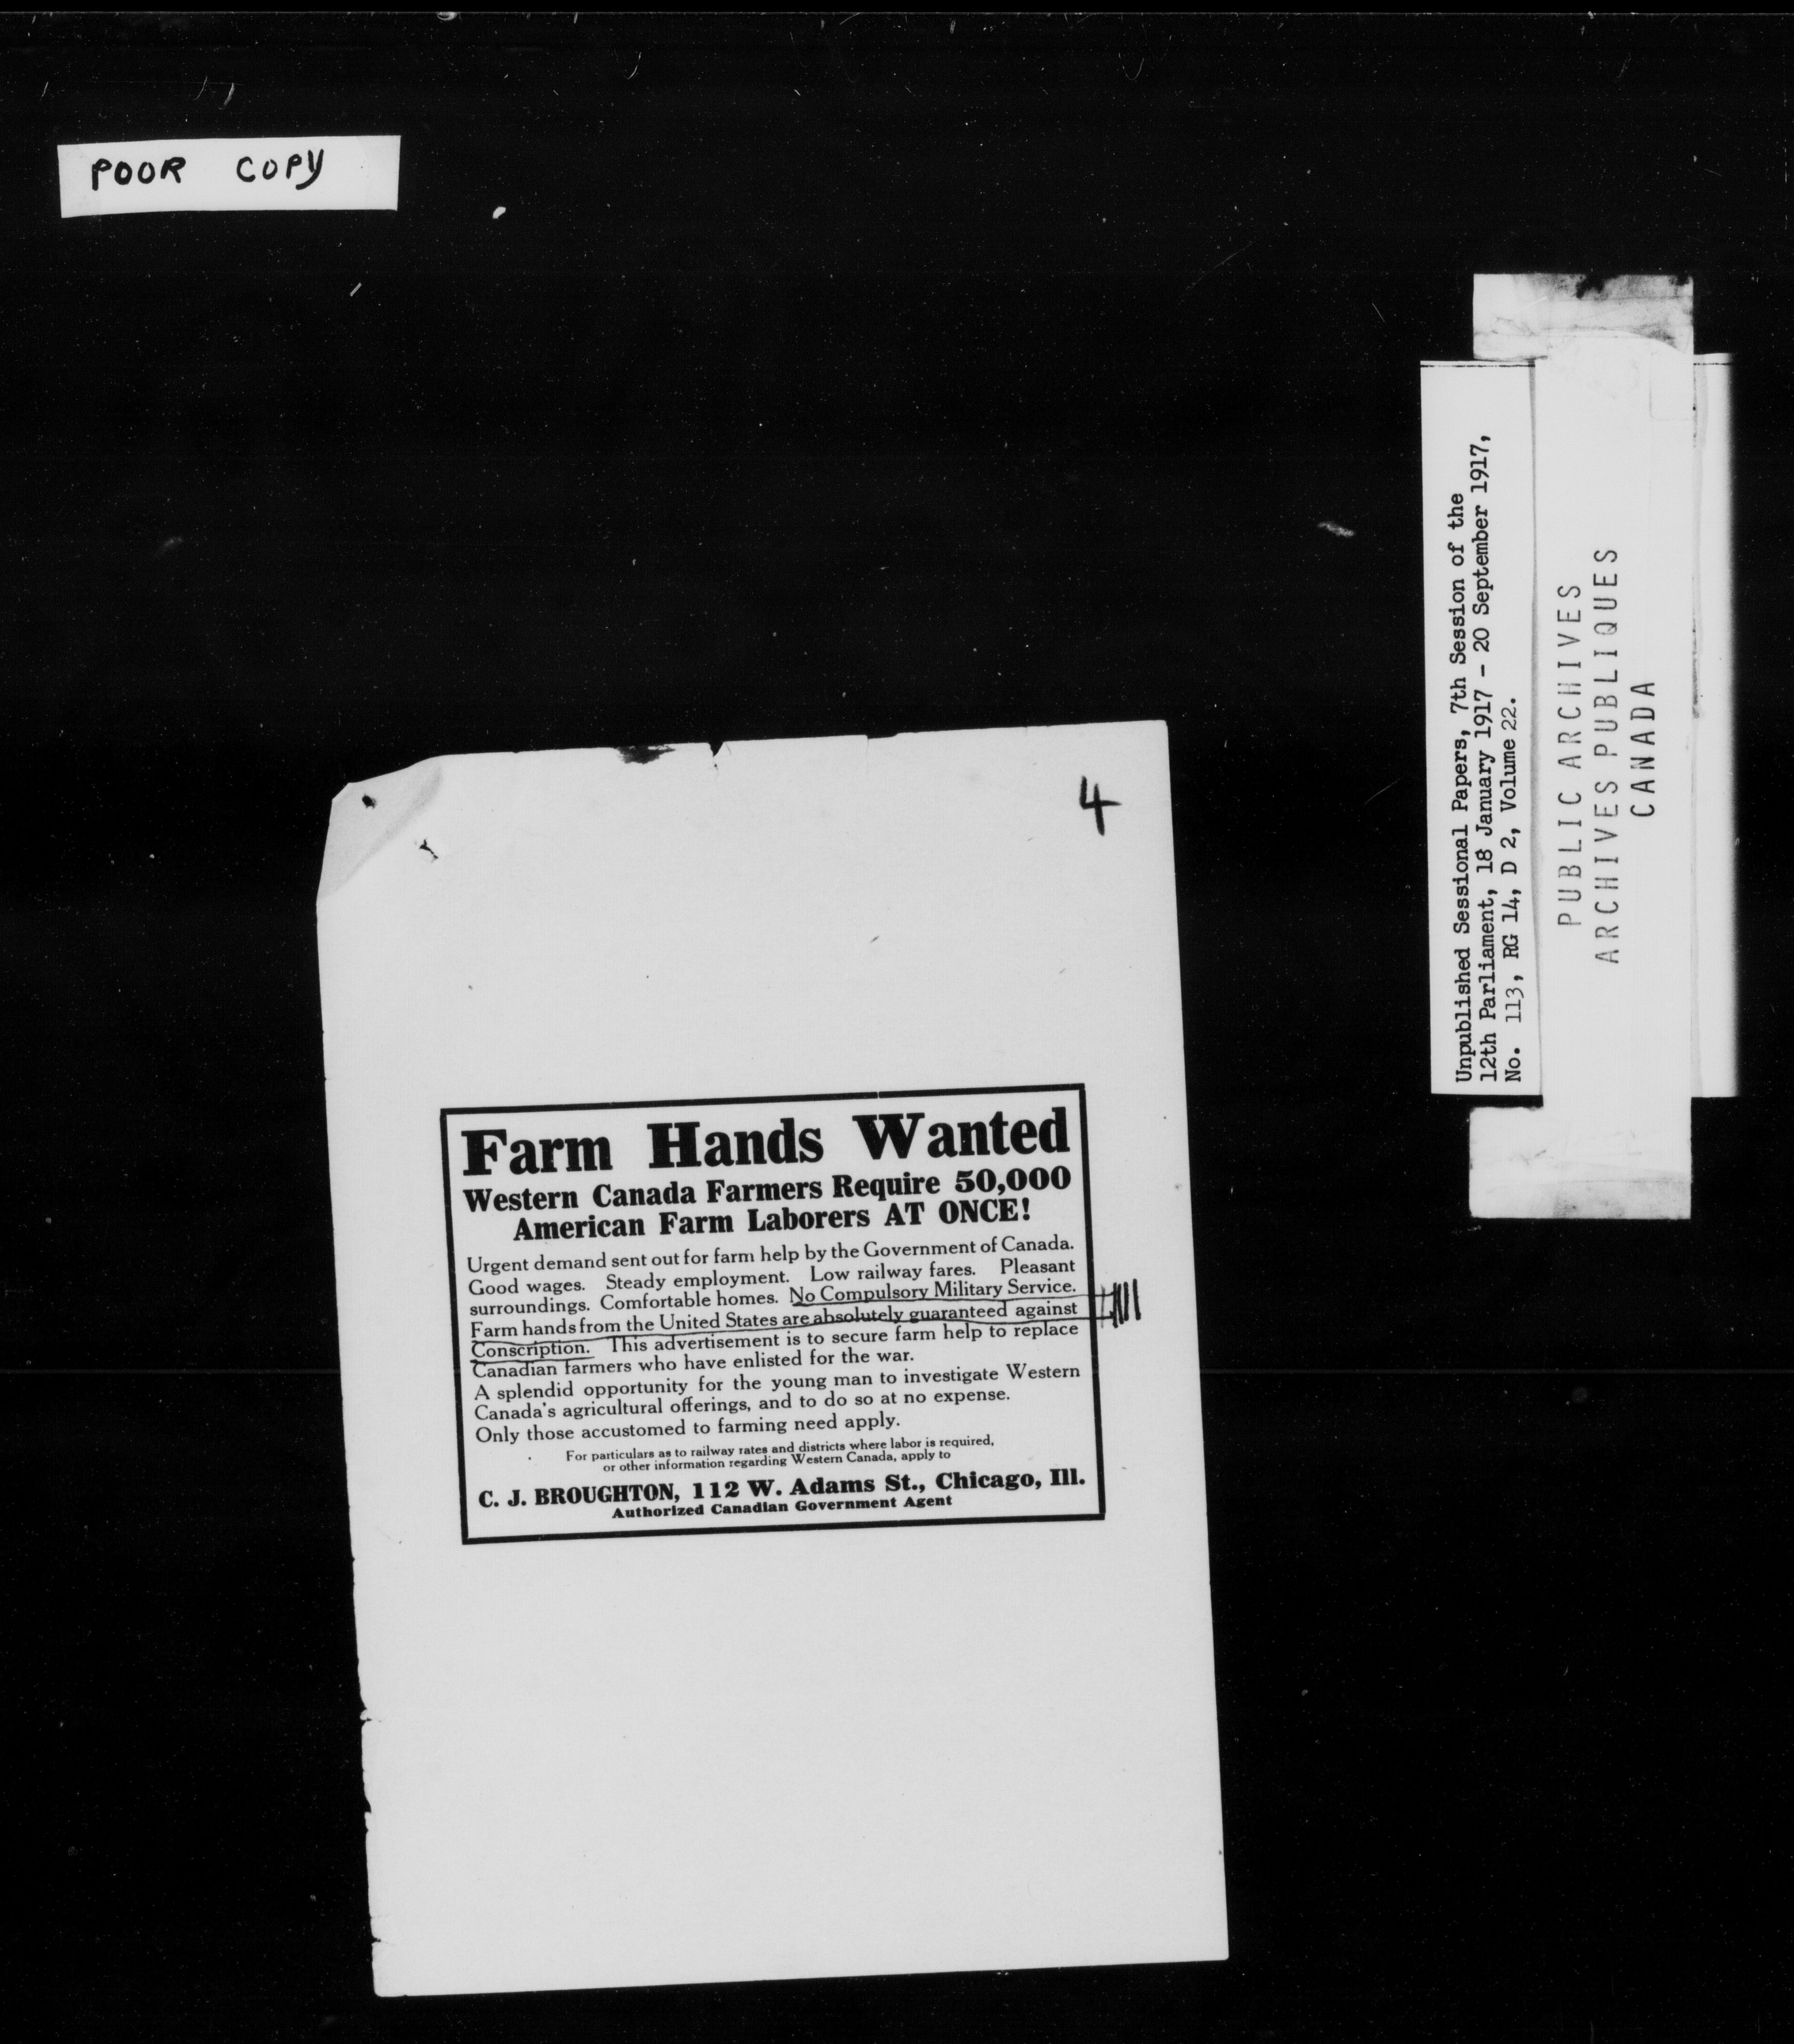 POOR COPY
Unpublished Sessional Papers, 7th Session of the
12th Parliament, 18 January 1917 - 20 September 1917,
No. 113, RG 14, D 2, Volume 22.
PUBLIC ARCHIVES
ARCHIVES PUBLIQUES
CANADA
4
Farm Hands Wanted
Western Canada Farmers Require 50,000
American Farm Laborers AT ONCE!
Urgent demand sent out for farm help by the Government of Canada.
Good wages. Steady employment. Low railway fares. Pleasant
surroundings. Comfortable homes. No Compulsory Military Service.
Farm hands from the United States are absolutely guaranteed against
Conscription. This advertisement is to secure farm help to replace
Canadian farmers who have enlisted for the war.
A splendid opportunity for the young man to investigate Western
Canada's agricultural offerings, and to do so at no expense.
Only those accustomed to farming need apply.
For particulars as to railway rates and districts where labor is required,
or other information regarding Western Canada, apply to
C. J. BROUGHTON, 112 W. Adams St., Chicago, Ill.
Authorized Canadian Government Agent